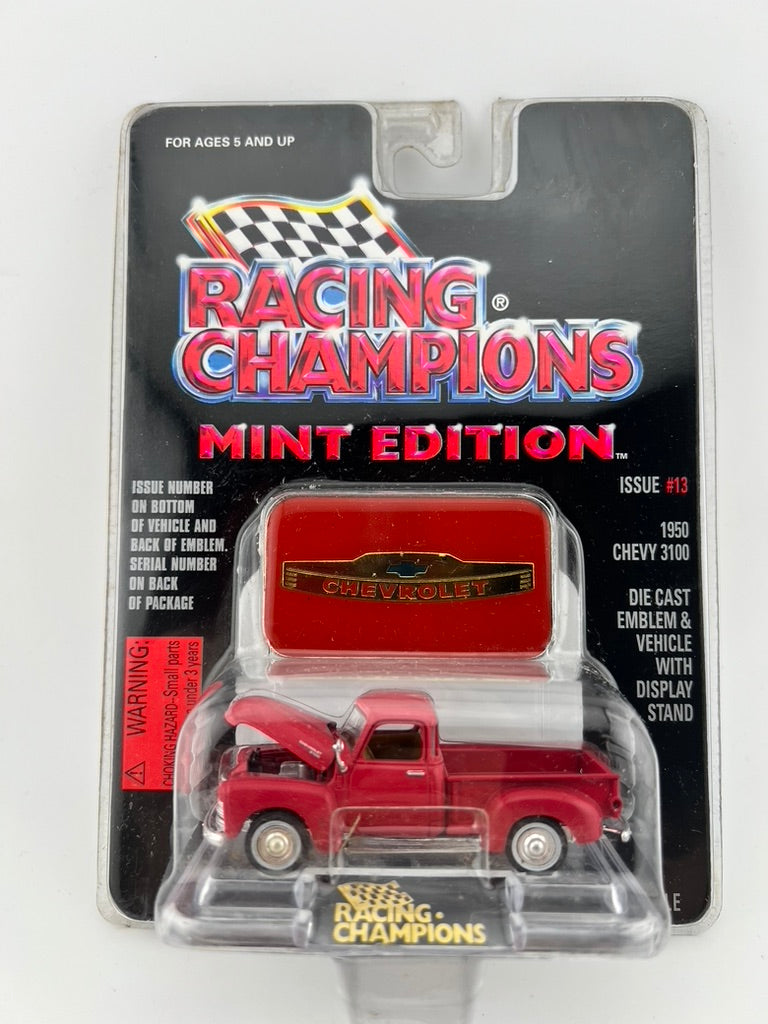 FOR AGES 5 AND UP
RACING ®
CHAMPIONS
MINT EDITION™
ISSUE NUMBER
ON BOTTOM
OF VEHICLE AND
BACK OF EMBLEM.
SERIAL NUMBER
ON BACK
OF PACKAGE
ISSUE #13
1950
CHEVY 3100
DIE CAST
EMBLEM &
VEHICLE
WITH
DISPLAY
STAND
CHEVROLET
⚠ WARNING:
CHOKING HAZARD–Small parts
under 3 years
RACING
CHAMPIONS